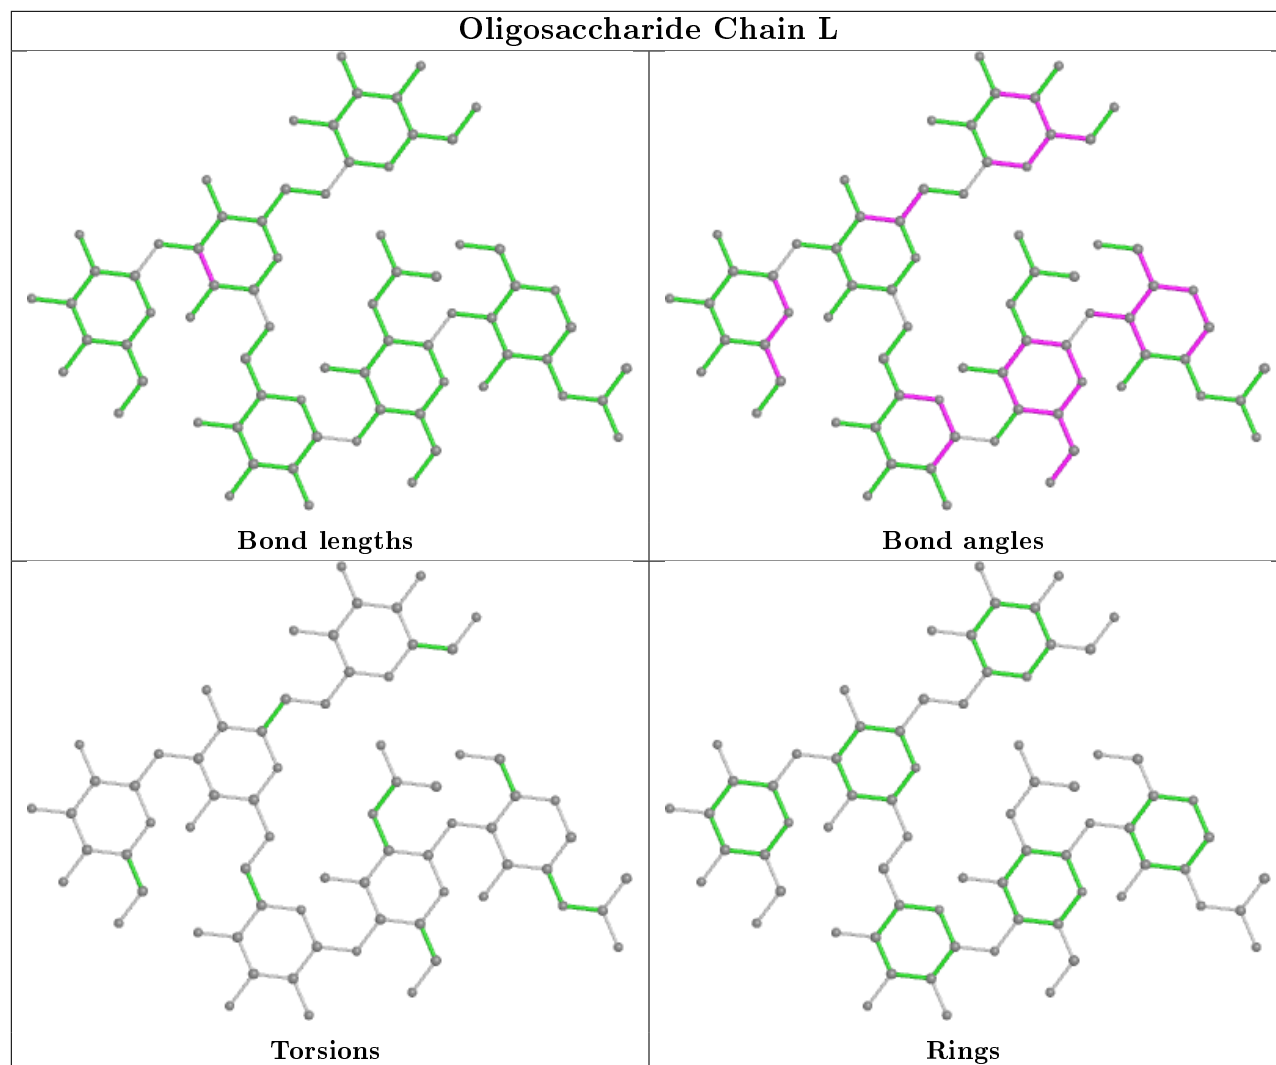 Oligosaccharide Chain L
Bond lengths
Bond angles
Torsions
Rings